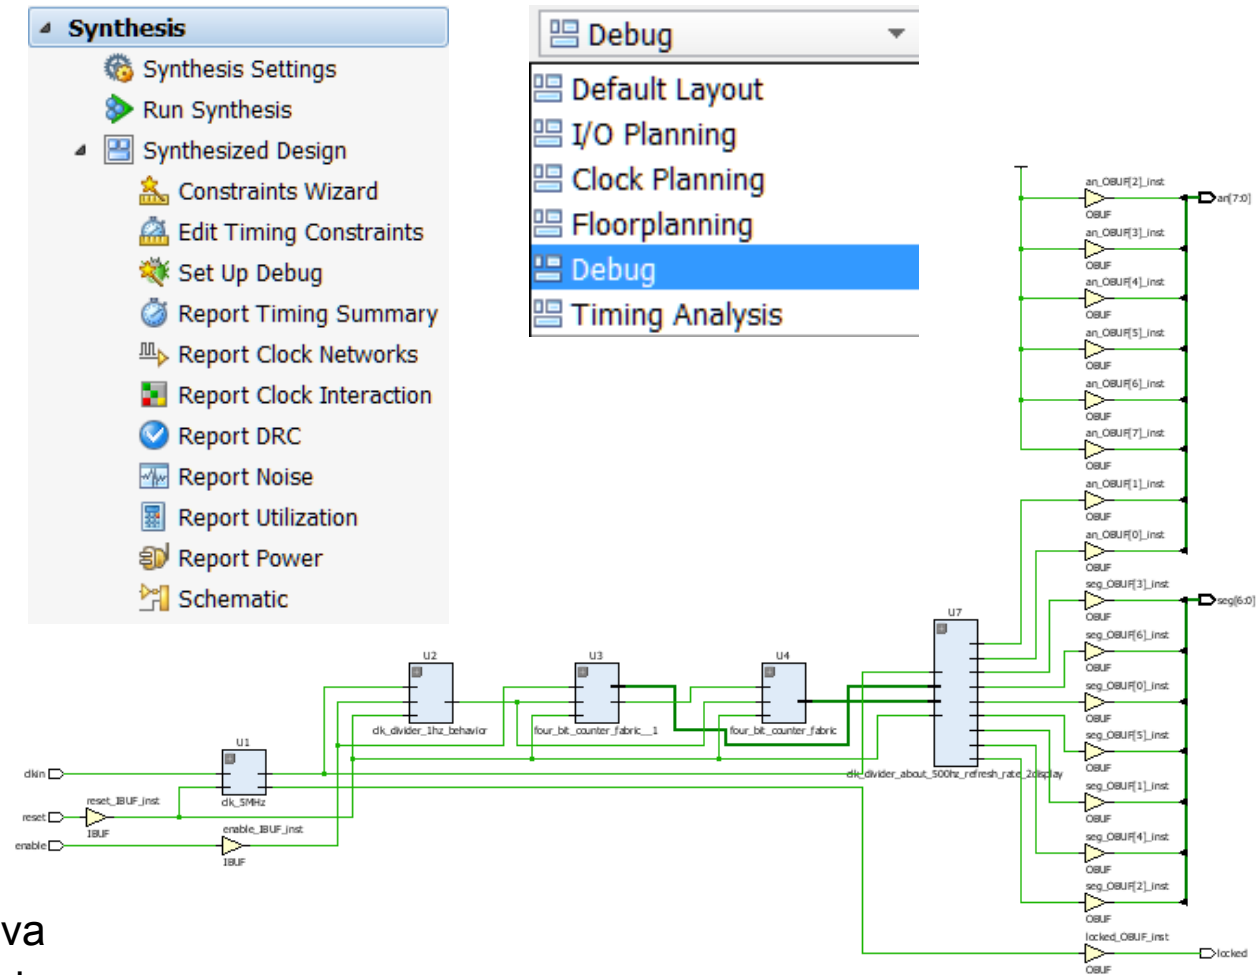 Synthesis
Synthesis Settings
Run Synthesis
Synthesized Design
Constraints Wizard
Edit Timing Constraints
Set Up Debug
Report Timing Summary
Report Clock Networks
Report Clock Interaction
Report DRC
Report Noise
Report Utilization
Report Power
Schematic
Debug
Default Layout
I/O Planning
Clock Planning
Floorplanning
Debug
Timing Analysis
an_OBUF[2]_inst
OBUF
an[7:0]
an_OBUF[3]_inst
OBUF
an_OBUF[4]_inst
OBUF
an_OBUF[5]_inst
OBUF
an_OBUF[6]_inst
OBUF
an_OBUF[7]_inst
OBUF
an_OBUF[1]_inst
OBUF
an_OBUF[0]_inst
OBUF
seg_OBUF[3]_inst
OBUF
seg[6:0]
seg_OBUF[6]_inst
OBUF
seg_OBUF[0]_inst
OBUF
seg_OBUF[5]_inst
OBUF
seg_OBUF[1]_inst
OBUF
seg_OBUF[4]_inst
OBUF
seg_OBUF[2]_inst
OBUF
locked_OBUF_inst
OBUF
locked
U7
clk_divider_about_500hz_refresh_rate_2display
U4
four_bit_counter_fabric
U3
four_bit_counter_fabric__1
U2
clk_divider_1hz_behavior
U1
clk_5MHz
clkin
reset_IBUF_inst
reset
IBUF
enable_IBUF_inst
enable
IBUF
va